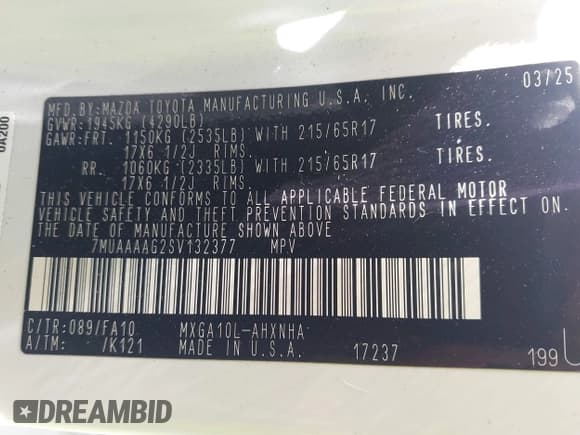 0A200
MFD.BY:MAZDA TOYOTA MANUFACTURING U.S.A., INC. 03/25
GVWR:1945KG (4290LB)
GAWR:FRT. 1150KG (2535LB) WITH 215/65R17 TIRES,
17X6 1/2J RIMS.
RR. 1060KG (2335LB) WITH 215/65R17 TIRES,
17X6 1/2J RIMS.
THIS VEHICLE CONFORMS TO ALL APPLICABLE FEDERAL MOTOR
VEHICLE SAFETY AND THEFT PREVENTION STANDARDS IN EFFECT ON
THE DATE OF MANUFACTURE SHOWN ABOVE
7MUAAAAG2SV132377 MPV
C/TR:089/FA10 MXGA10L-AHXNHA
A/TM: /K121 MADE IN U.S.A. 17237 199
DREAMBID